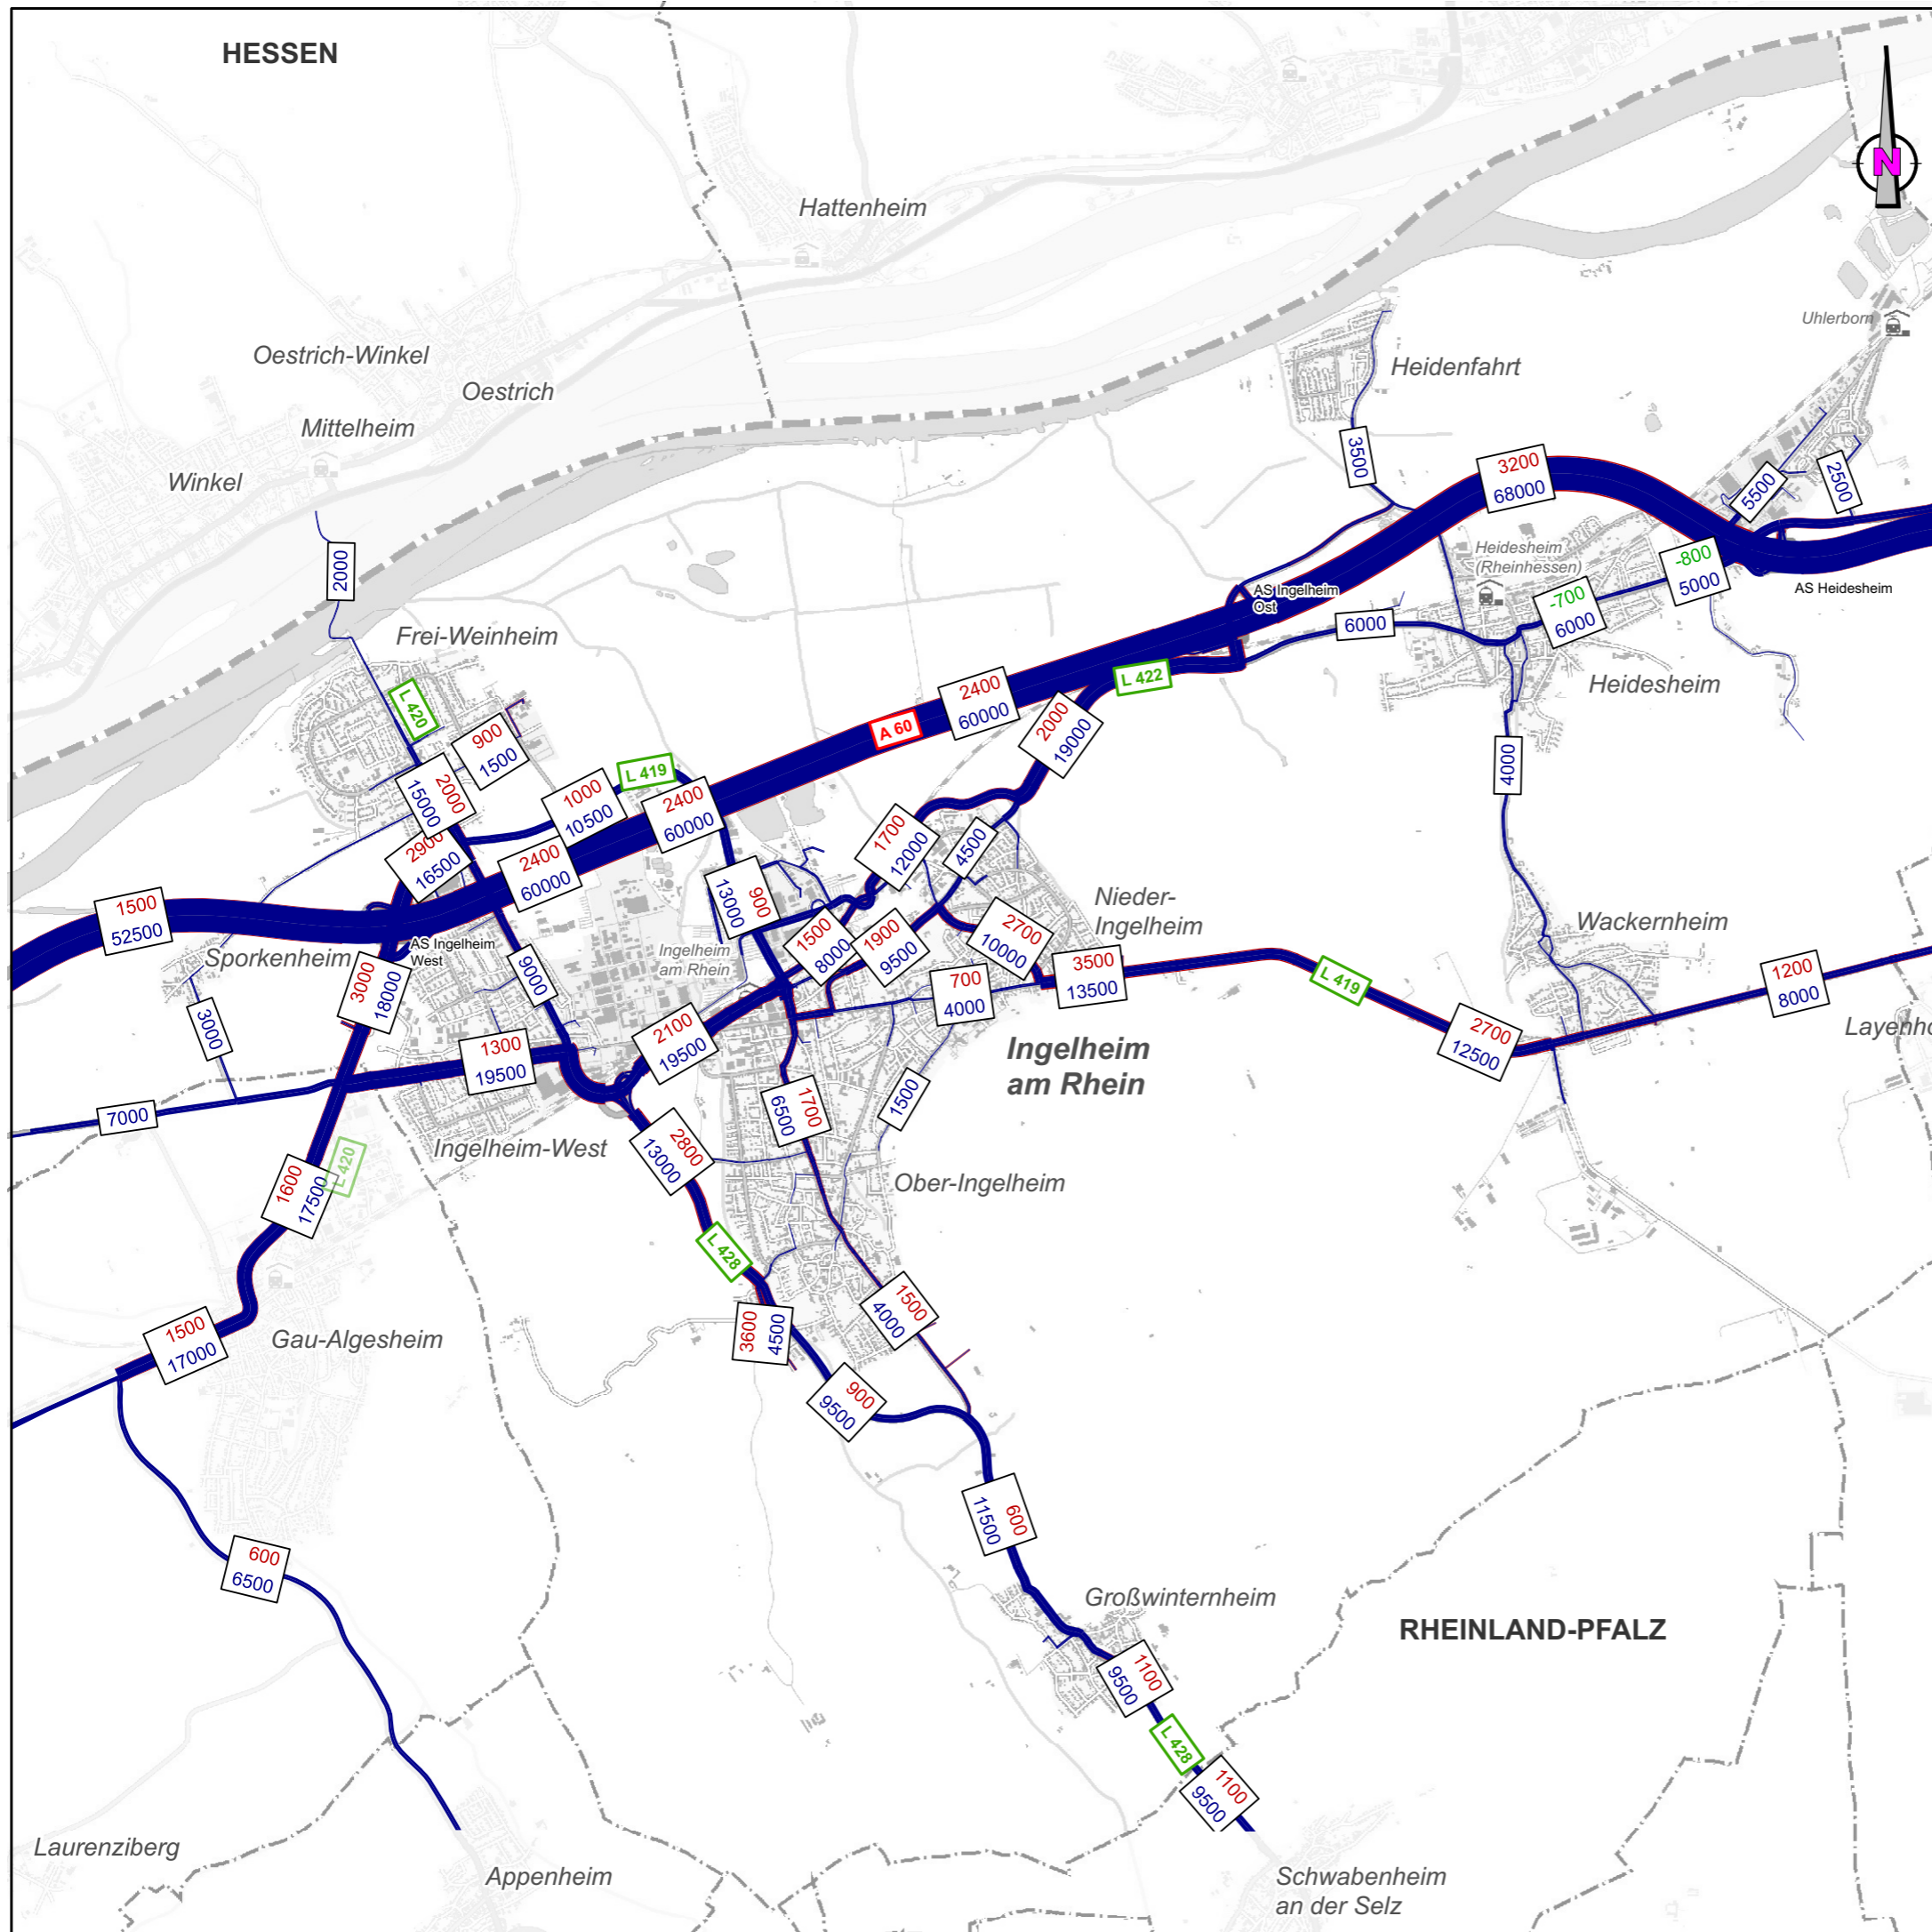 HESSEN
Hattenheim
Uhlerborn
Oestrich-Winkel
Oestrich
Mittelheim
Winkel
Heidenfahrt
3500
3200
68000
5500
2500
Heidesheim
(Rheinhessen)
-800
5000
AS Heidesheim
2000
AS Ingelheim
Ost
6000
-700
6000
Frei-Weinheim
L 422
Heidesheim
2400
60000
L 420
A 60
2000
19000
900
1500
4000
L 419
2000
15000
1000
10500
2400
60000
1700
12000
4500
2900
16500
2400
60000
900
13000
Nieder-
Ingelheim
1500
52500
Wackernheim
1500
8000
1900
9500
2700
10000
AS Ingelheim
West
Sporkenheim
Ingelheim
am Rhein
9000
3500
13500
L 419
1200
8000
3000
18000
700
4000
3000
2100
19500
2700
12500
Ingelheim
am Rhein
1300
19500
7000
1700
6500
1500
Ingelheim-West
2800
13000
L 420
1600
17500
Ober-Ingelheim
L 428
1500
4000
3600
4500
1500
17000
Gau-Algesheim
900
9500
600
11500
600
6500
Großwinternheim
RHEINLAND-PFALZ
1100
9500
L 428
1100
9500
Laurenziberg
Appenheim
Schwabenheim
an der Selz
N